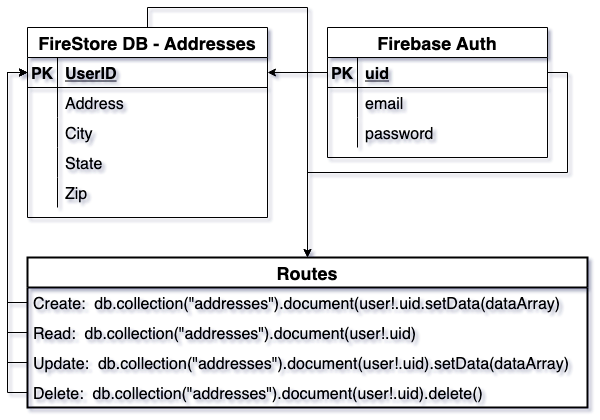 FireStore DB - Addresses
PK UserID
Address
City
State
Zip
Firebase Auth
PK uid
email
password
Routes
Create: db.collection("addresses").document(user!.uid.setData(dataArray)
Read: db.collection("addresses").document(user!.uid)
Update: db.collection("addresses").document(user!.uid).setData(dataArray)
Delete: db.collection("addresses").document(user!.uid).delete()